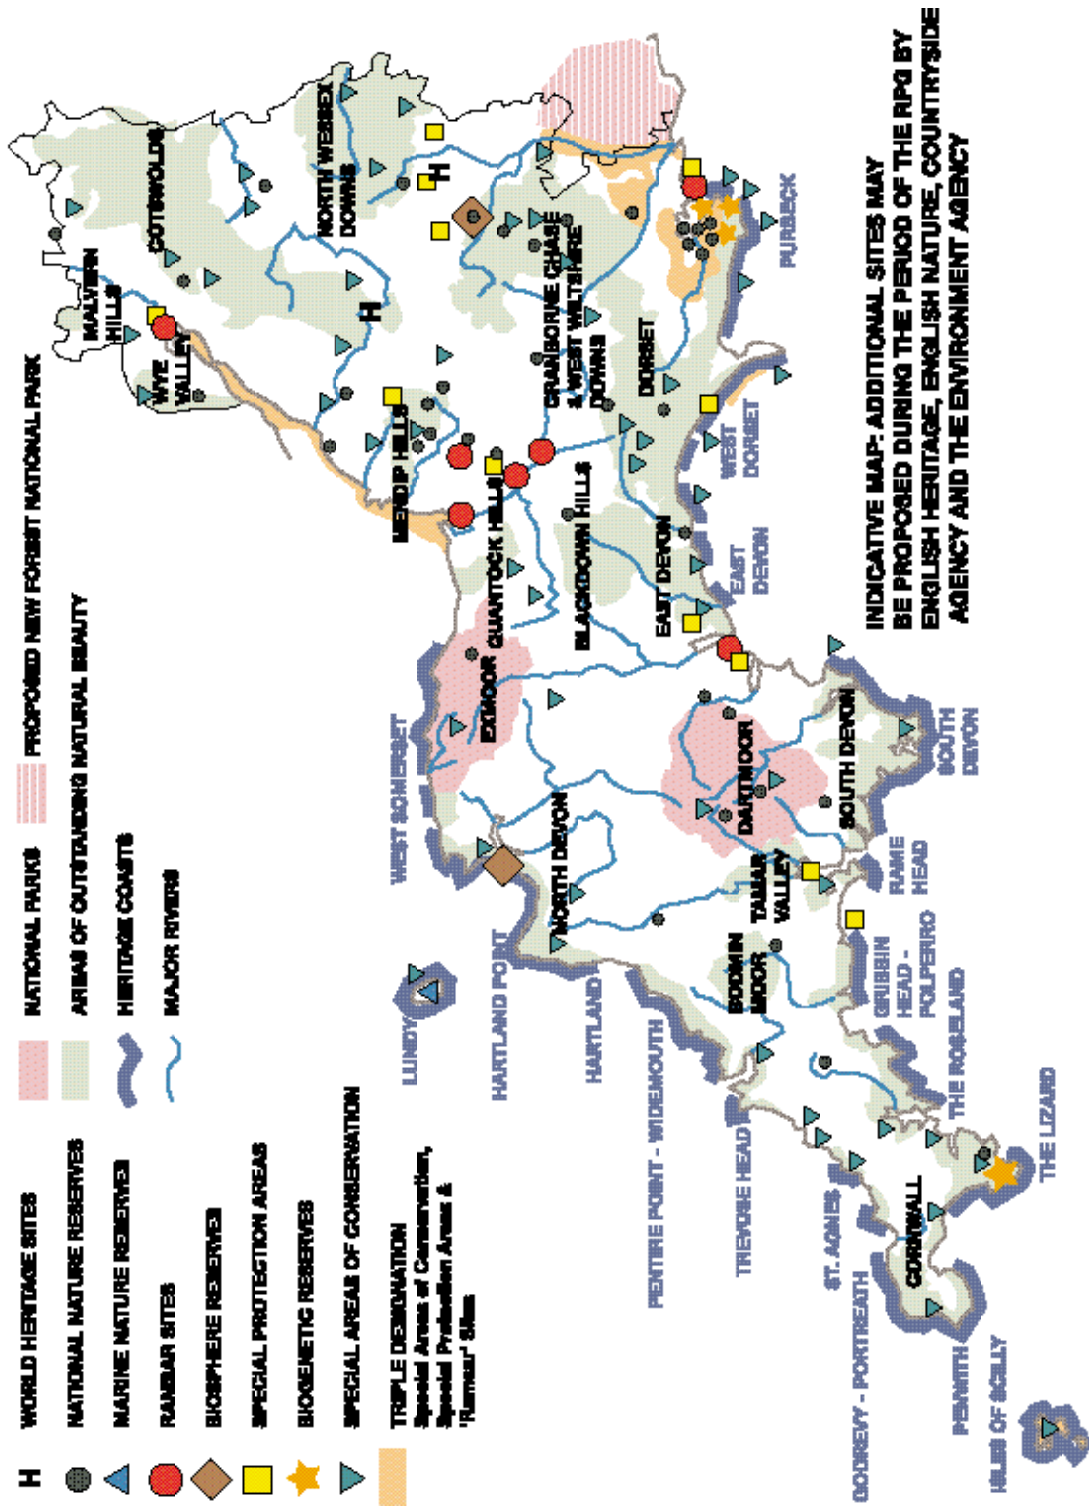 H WORLD HERITAGE SITES
NATIONAL NATURE RESERVES
MARINE NATURE RESERVES
RAMSAR SITES
BIOSPHERE RESERVES
SPECIAL PROTECTION AREAS
BIOGENETIC RESERVES
SPECIAL AREAS OF CONSERVATION
TRIPLE DESIGNATION
Special Areas of Conservation,
Special Protection Areas &
'Ramsar' Sites
NATIONAL PARKS
PROPOSED NEW FOREST NATIONAL PARK
AREAS OF OUTSTANDING NATURAL BEAUTY
HERITAGE COASTS
MAJOR RIVERS
MALVERN
HILLS
WYE
VALLEY
COTSWOLDS
NORTH WESSEX
DOWNS
H
H
MENDIP HILLS
QUANTOCK HILLS
CRANBORNE CHASE
& WEST WILTSHIRE
DOWNS
DORSET
BLACKDOWN HILLS
EAST DEVON
EXMOOR
NORTH DEVON
DARTMOOR
SOUTH DEVON
TAMAR
VALLEY
BODMIN
MOOR
CORNWALL
WEST SOMERSET
LUNDY
HARTLAND POINT
HARTLAND
PENTIRE POINT - WIDEMOUTH
TREVOSE HEAD
ST. AGNES
GODREVY - PORTREATH
PENWITH
ISLES OF SCILLY
THE LIZARD
THE ROSELAND
GRIBBIN
HEAD -
POLPERRO
RAME
HEAD
SOUTH
DEVON
EAST
DEVON
WEST
DORSET
PURBECK
INDICATIVE MAP: ADDITIONAL SITES MAY
BE PROPOSED DURING THE PERIOD OF THE RPG BY
ENGLISH HERITAGE, ENGLISH NATURE, COUNTRYSIDE
AGENCY AND THE ENVIRONMENT AGENCY